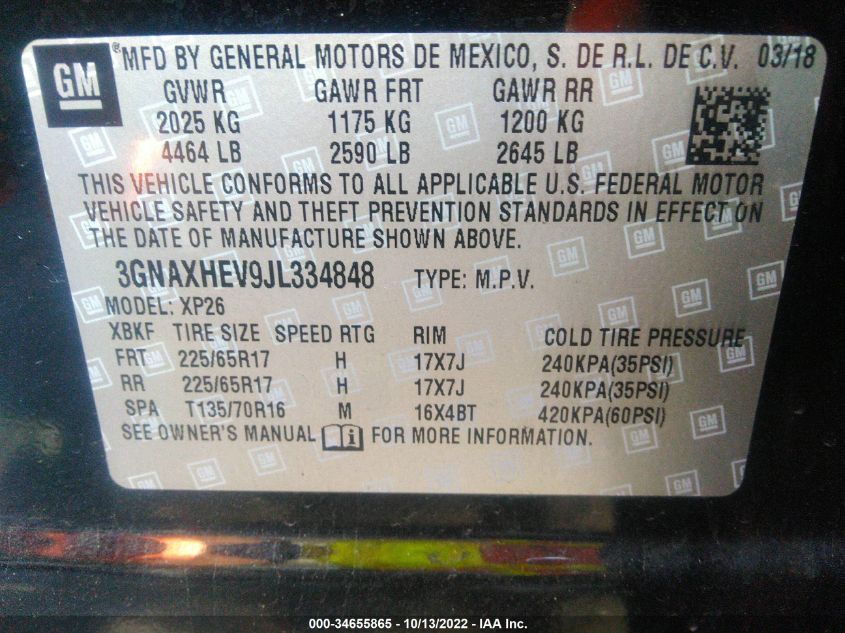 GM ® MFD BY GENERAL MOTORS DE MEXICO, S. DE R.L. DE C.V. 03/18
GVWR GAWR FRT GAWR RR
2025 KG 1175 KG 1200 KG
4464 LB 2590 LB 2645 LB
THIS VEHICLE CONFORMS TO ALL APPLICABLE U.S. FEDERAL MOTOR
VEHICLE SAFETY AND THEFT PREVENTION STANDARDS IN EFFECT ON
THE DATE OF MANUFACTURE SHOWN ABOVE.
3GNAXHEV9JL334848 TYPE: M.P.V.
MODEL: XP26
XBKF TIRE SIZE SPEED RTG RIM COLD TIRE PRESSURE
FRT 225/65R17 H 17X7J 240KPA(35PSI)
RR 225/65R17 H 17X7J 240KPA(35PSI)
SPA T135/70R16 M 16X4BT 420KPA(60PSI)
SEE OWNER'S MANUAL i FOR MORE INFORMATION.
000-34655865 - 10/13/2022 - IAA Inc.